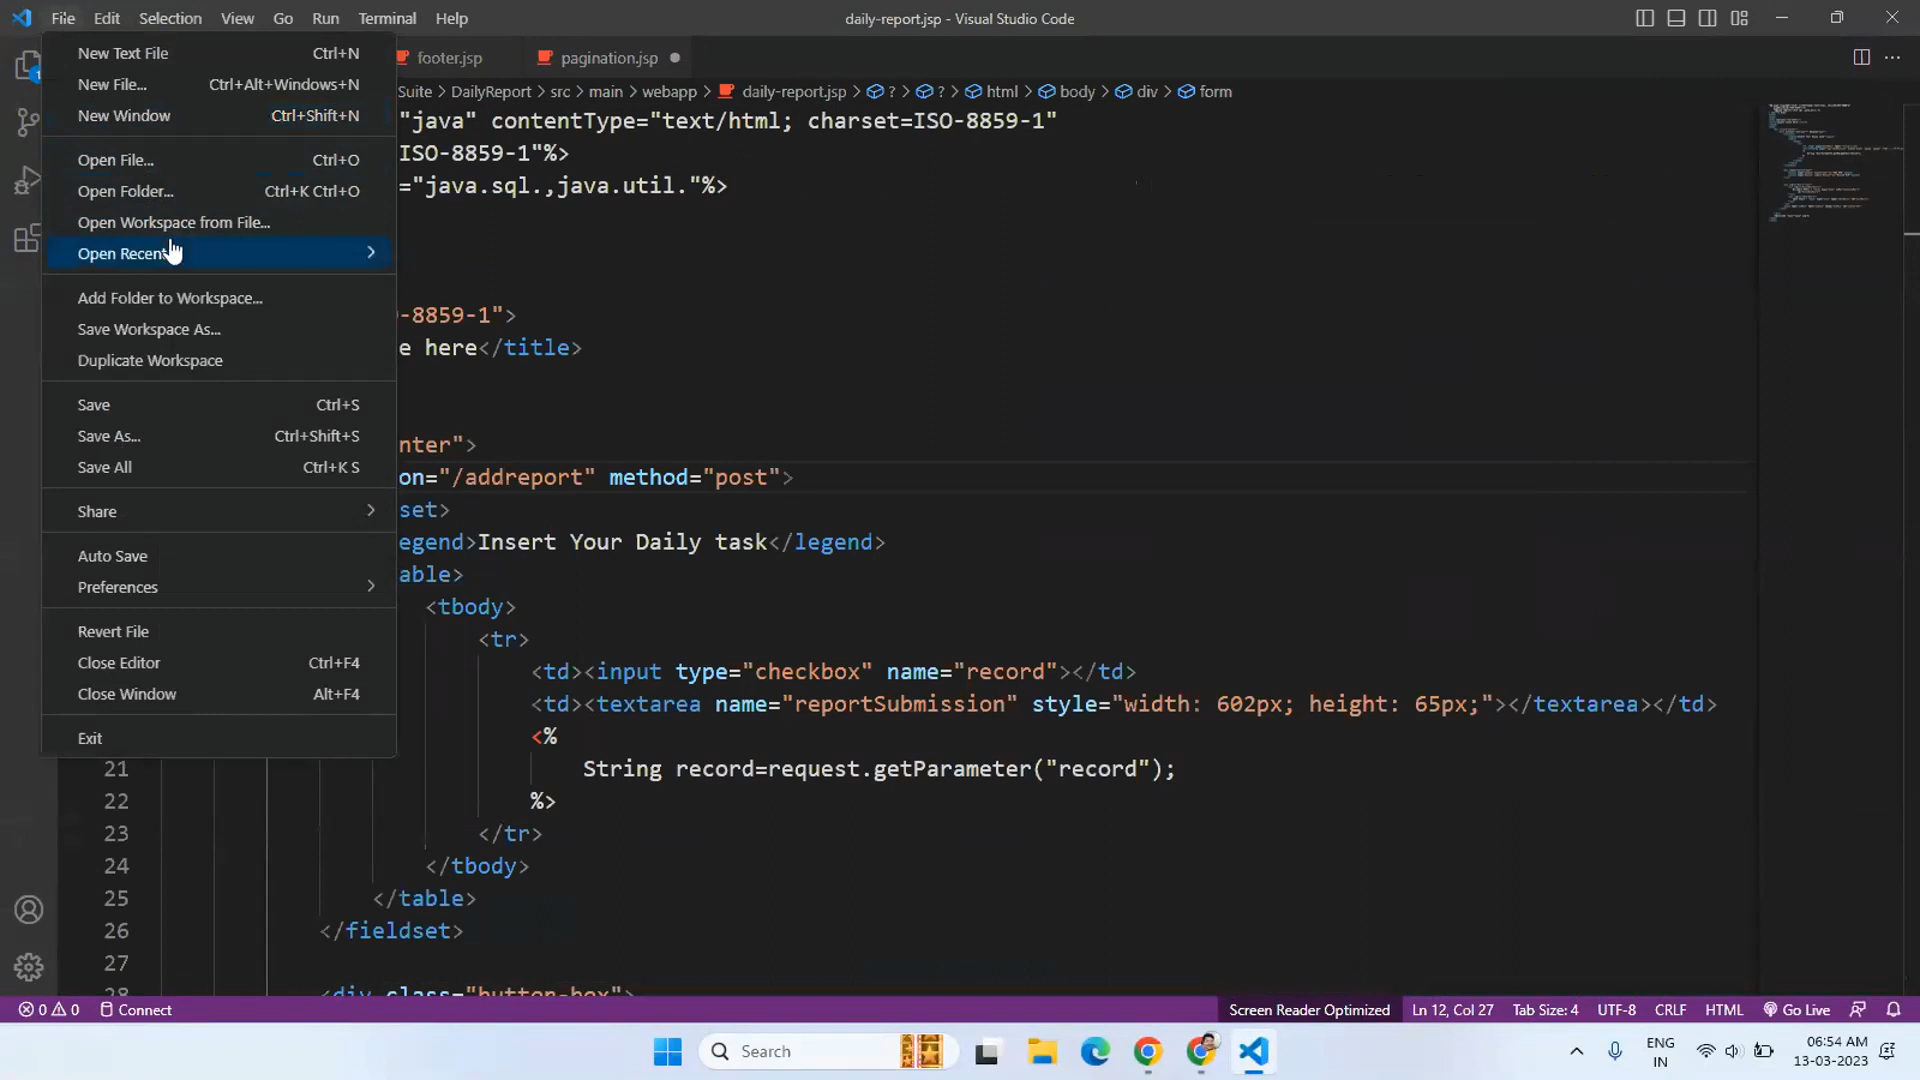 File Edit Selection View Go Run Terminal Help
daily-report.jsp - Visual Studio Code
footer.jsp pagination.jsp
Suite > DailyReport > src > main > webapp > daily-report.jsp > ? > ? > html > body > div > form
New Text File Ctrl+N
New File... Ctrl+Alt+Windows+N
New Window Ctrl+Shift+N
Open File... Ctrl+O
Open Folder... Ctrl+K Ctrl+O
Open Workspace from File...
Open Recent
Add Folder to Workspace...
Save Workspace As...
Duplicate Workspace
Save Ctrl+S
Save As... Ctrl+Shift+S
Save All Ctrl+K S
Share
Auto Save
Preferences
Revert File
Close Editor Ctrl+F4
Close Window Alt+F4
Exit
1
"java" contentType="text/html; charset=ISO-8859-1"
ISO-8859-1"%>
="java.sql.,java.util."%>
-8859-1">
e here</title>
nter">
on="/addreport" method="post">
set>
egend>Insert Your Daily task</legend>
able>
<tbody>
<tr>
<td><input type="checkbox" name="record"></td>
<td><textarea name="reportSubmission" style="width: 602px; height: 65px;"></textarea></td>
<%
21 String record=request.getParameter("record");
22 %>
23 </tr>
24 </tbody>
25 </table>
26 </fieldset>
27
28 <div class="button-box">
0 0 Connect
Screen Reader Optimized Ln 12, Col 27 Tab Size: 4 UTF-8 CRLF HTML Go Live
Search
ENG
IN
06:54 AM
13-03-2023